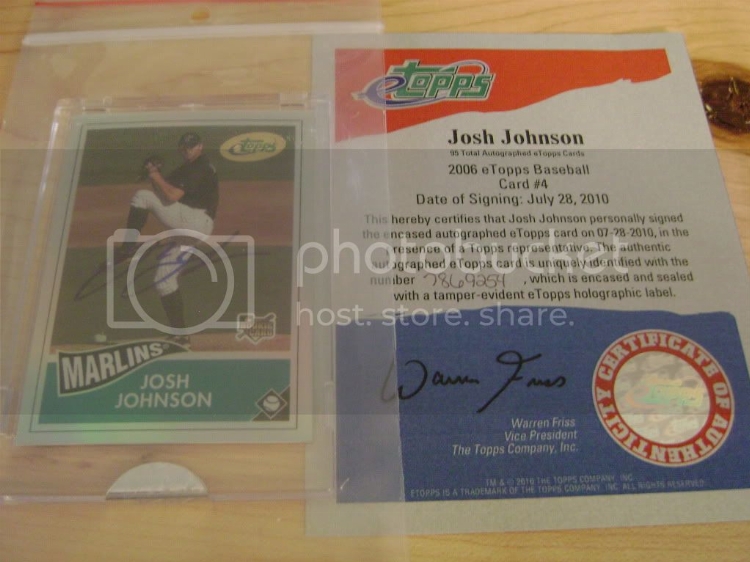 eTopps
MARLINS
JOSH
JOHNSON
eTopps
Josh Johnson
99 Total Autographed eTopps Cards
2006 eTopps Baseball
Card #4
Date of Signing: July 28, 2010
This hereby certifies that Josh Johnson personally signed
the encased autographed eTopps card on 07-28-2010, in the
presence of a Topps representative. The authentic
autographed eTopps card is uniquely identified with the
number 7869254, which is encased and sealed
with a tamper-evident eTopps holographic label.
Warren Friss
Warren Friss
Vice President
The Topps Company, Inc.
CERTIFICATE OF AUTHENTICITY
TM & © 2010 THE TOPPS COMPANY, INC.
ETOPPS IS A TRADEMARK OF THE TOPPS COMPANY, INC. ALL RIGHTS RESERVED.
photobucket
host. store. share.